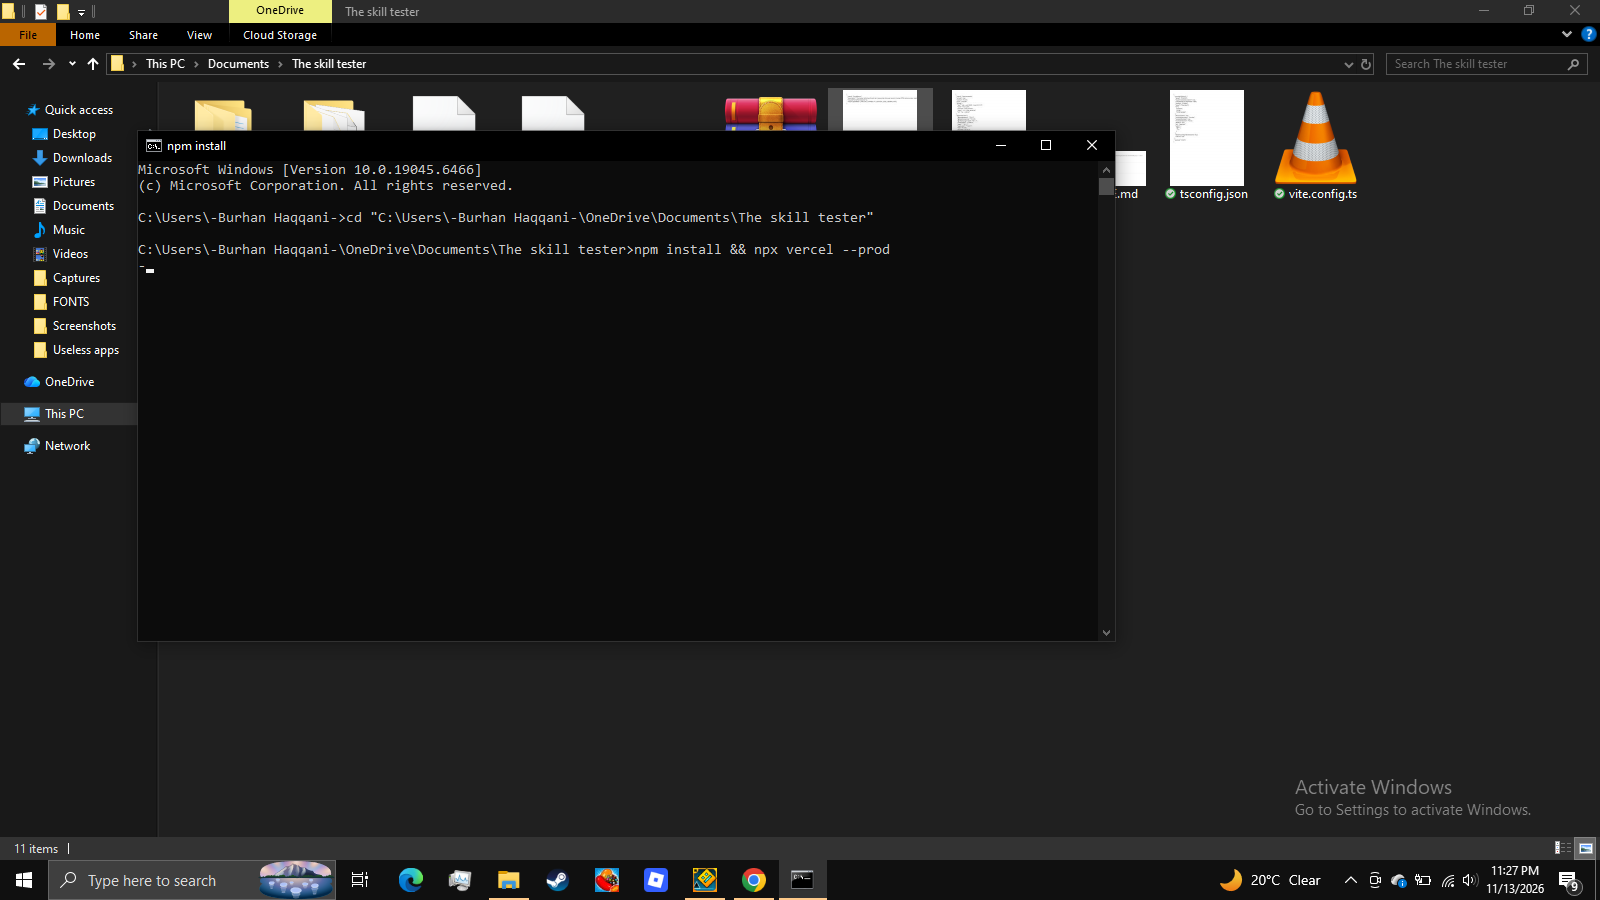 OneDrive
The skill tester
File
Home
Share
View
Cloud Storage
This PC
Documents
The skill tester
Search The skill tester
Quick access
Desktop
Downloads
Pictures
Documents
Music
Videos
Captures
FONTS
Screenshots
Useless apps
OneDrive
This PC
Network
.md
tsconfig.json
vite.config.ts
npm install
Microsoft Windows [Version 10.0.19045.6466]
(c) Microsoft Corporation. All rights reserved.
C:\Users\-Burhan Haqqani->cd "C:\Users\-Burhan Haqqani-\OneDrive\Documents\The skill tester"
C:\Users\-Burhan Haqqani-\OneDrive\Documents\The skill tester>npm install && npx vercel --prod
-
Activate Windows
Go to Settings to activate Windows.
11 items
Type here to search
20°C Clear
11:27 PM
11/13/2026
9